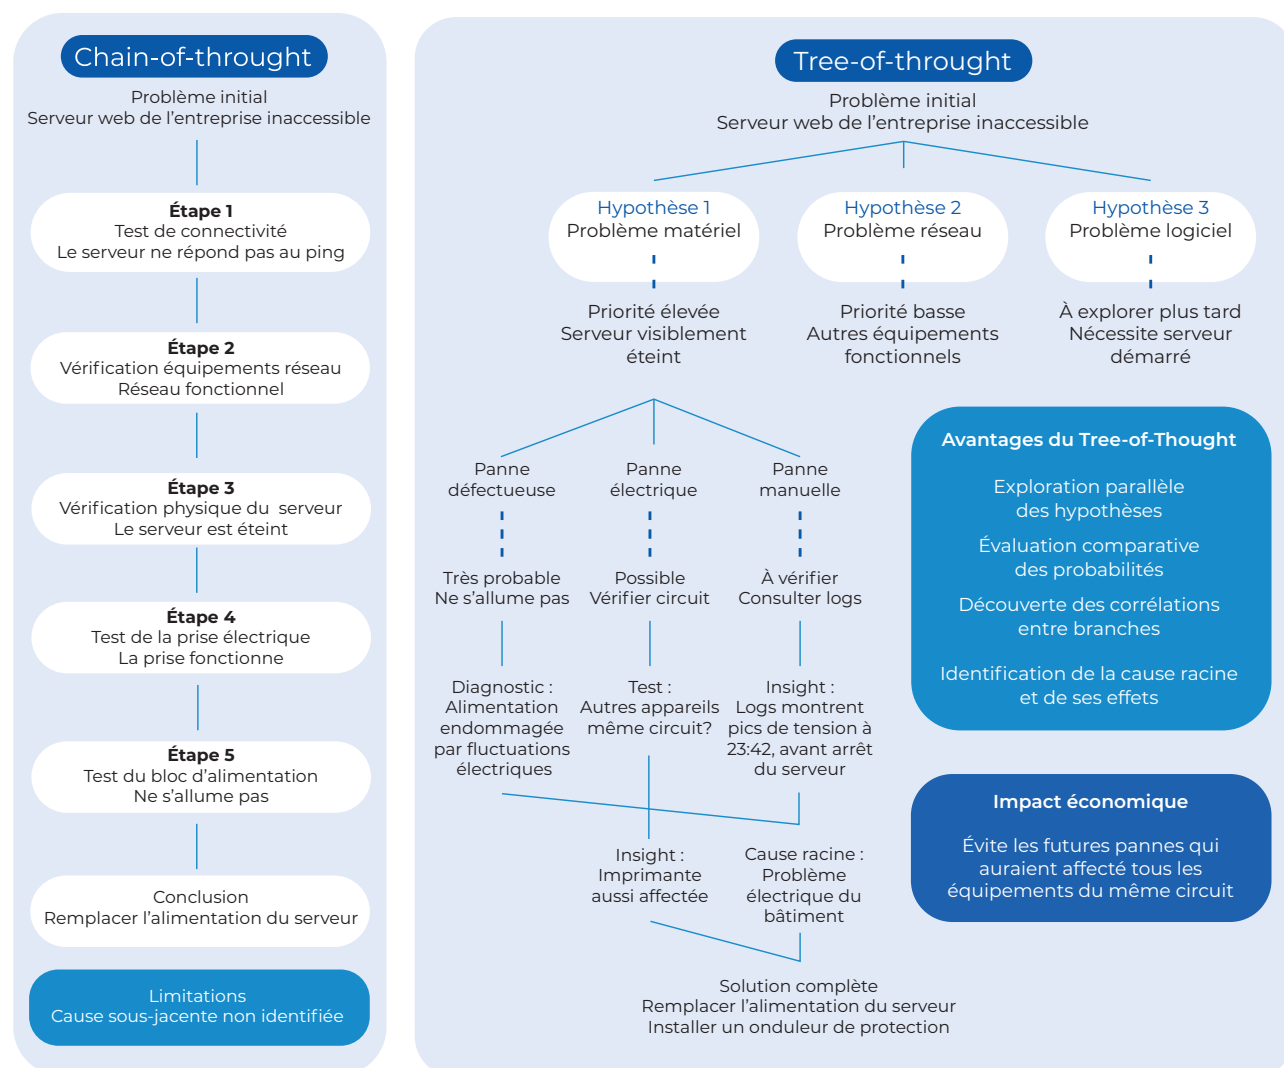 Chain-of-throught
Problème initial
Serveur web de l’entreprise inaccessible
Étape 1
Test de connectivité
Le serveur ne répond pas au ping
Étape 2
Vérification équipements réseau
Réseau fonctionnel
Étape 3
Vérification physique du serveur
Le serveur est éteint
Étape 4
Test de la prise électrique
La prise fonctionne
Étape 5
Test du bloc d’alimentation
Ne s’allume pas
Conclusion
Remplacer l’alimentation du serveur
Limitations
Cause sous-jacente non identifiée
Tree-of-throught
Problème initial
Serveur web de l’entreprise inaccessible
Hypothèse 1
Problème matériel
Priorité élevée
Serveur visiblement
éteint
Hypothèse 2
Problème réseau
Priorité basse
Autres équipements
fonctionnels
Hypothèse 3
Problème logiciel
À explorer plus tard
Nécessite serveur
démarré
Panne
défectueuse
Très probable
Ne s’allume pas
Diagnostic :
Alimentation
endommagée
par fluctuations
électriques
Panne
électrique
Possible
Vérifier circuit
Test :
Autres appareils
même circuit?
Panne
manuelle
À vérifier
Consulter logs
Insight :
Logs montrent
pics de tension à
23:42, avant arrêt
du serveur
Insight :
Imprimante
aussi affectée
Cause racine :
Problème
électrique du
bâtiment
Solution complète
Remplacer l’alimentation du serveur
Installer un onduleur de protection
Avantages du Tree-of-Thought
Exploration parallèle
des hypothèses
Évaluation comparative
des probabilités
Découverte des corrélations
entre branches
Identification de la cause racine
et de ses effets
Impact économique
Évite les futures pannes qui
auraient affecté tous les
équipements du même circuit